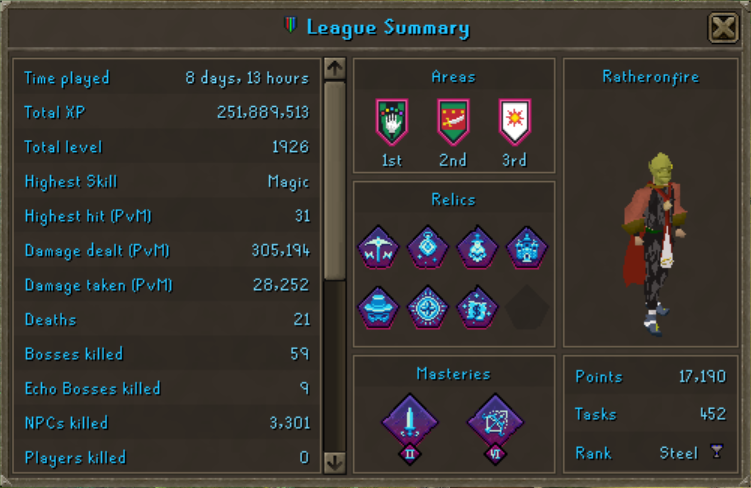 League Summary
Time played 8 days, 13 hours
Total XP 251,889,513
Total level 1926
Highest Skill Magic
Highest hit (PvM) 31
Damage dealt (PvM) 305,194
Damage taken (PvM) 28,252
Deaths 21
Bosses killed 59
Echo Bosses killed 9
NPCs killed 3,301
Players killed 0
Areas
1st 2nd 3rd
Relics
Masteries
II VI
Ratheronfire
Points 17,190
Tasks 452
Rank Steel